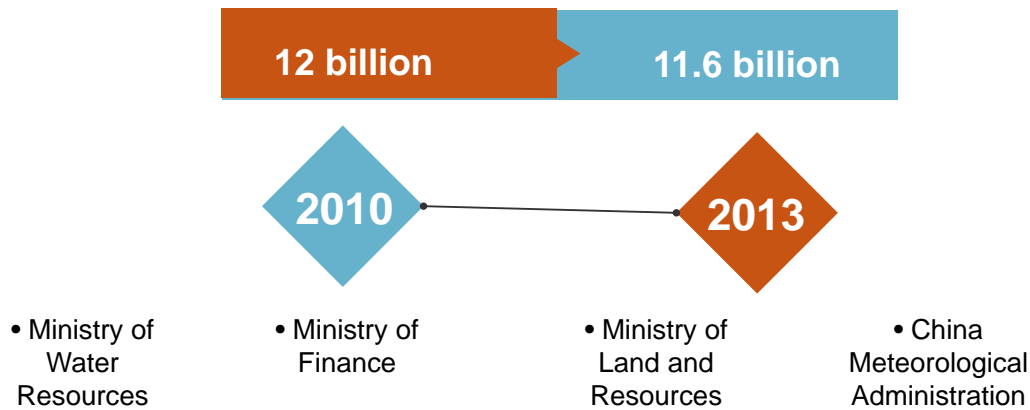 12 billion
11.6 billion
2010
2013
• Ministry of
Water
Resources
• Ministry of
Finance
• Ministry of
Land and
Resources
• China
Meteorological
Administration